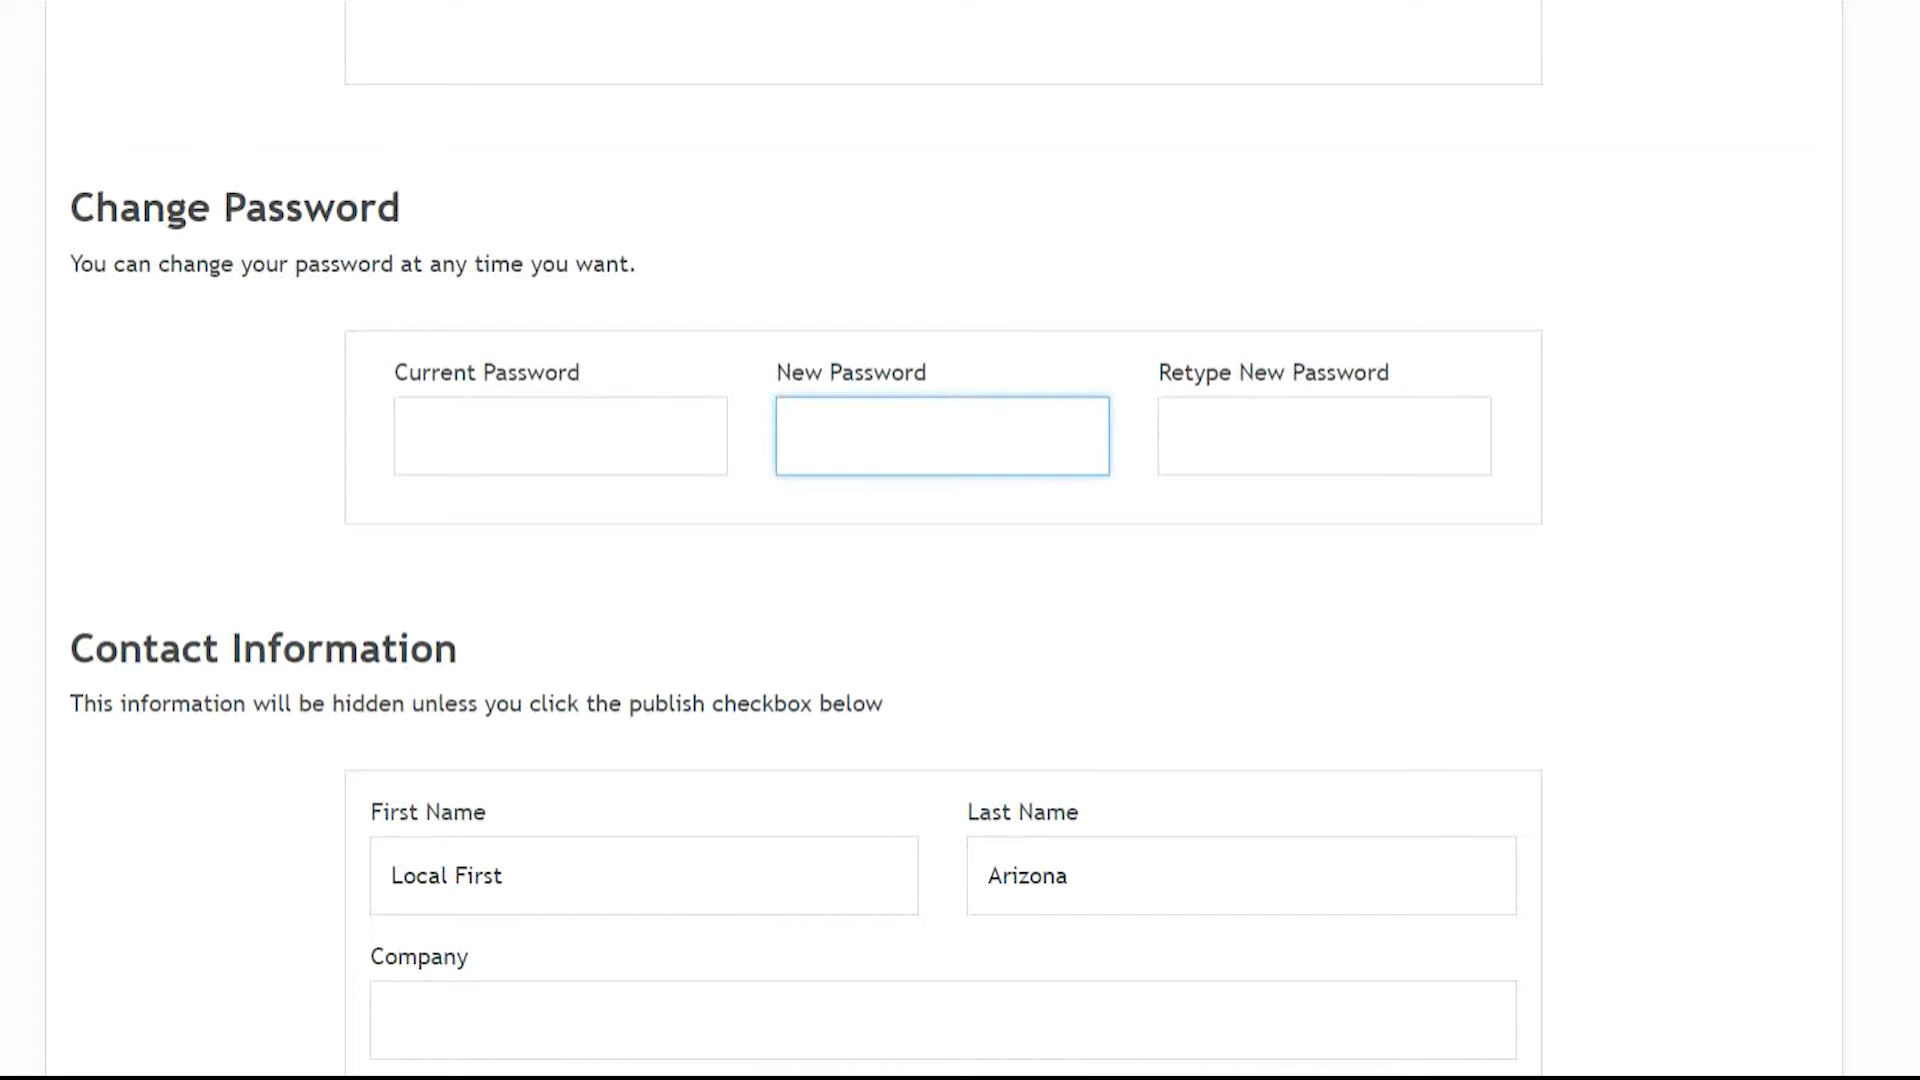 Change Password
You can change your password at any time you want.
Current Password
New Password
Retype New Password
Contact Information
This information will be hidden unless you click the publish checkbox below
First Name
Last Name
Local First
Arizona
Company